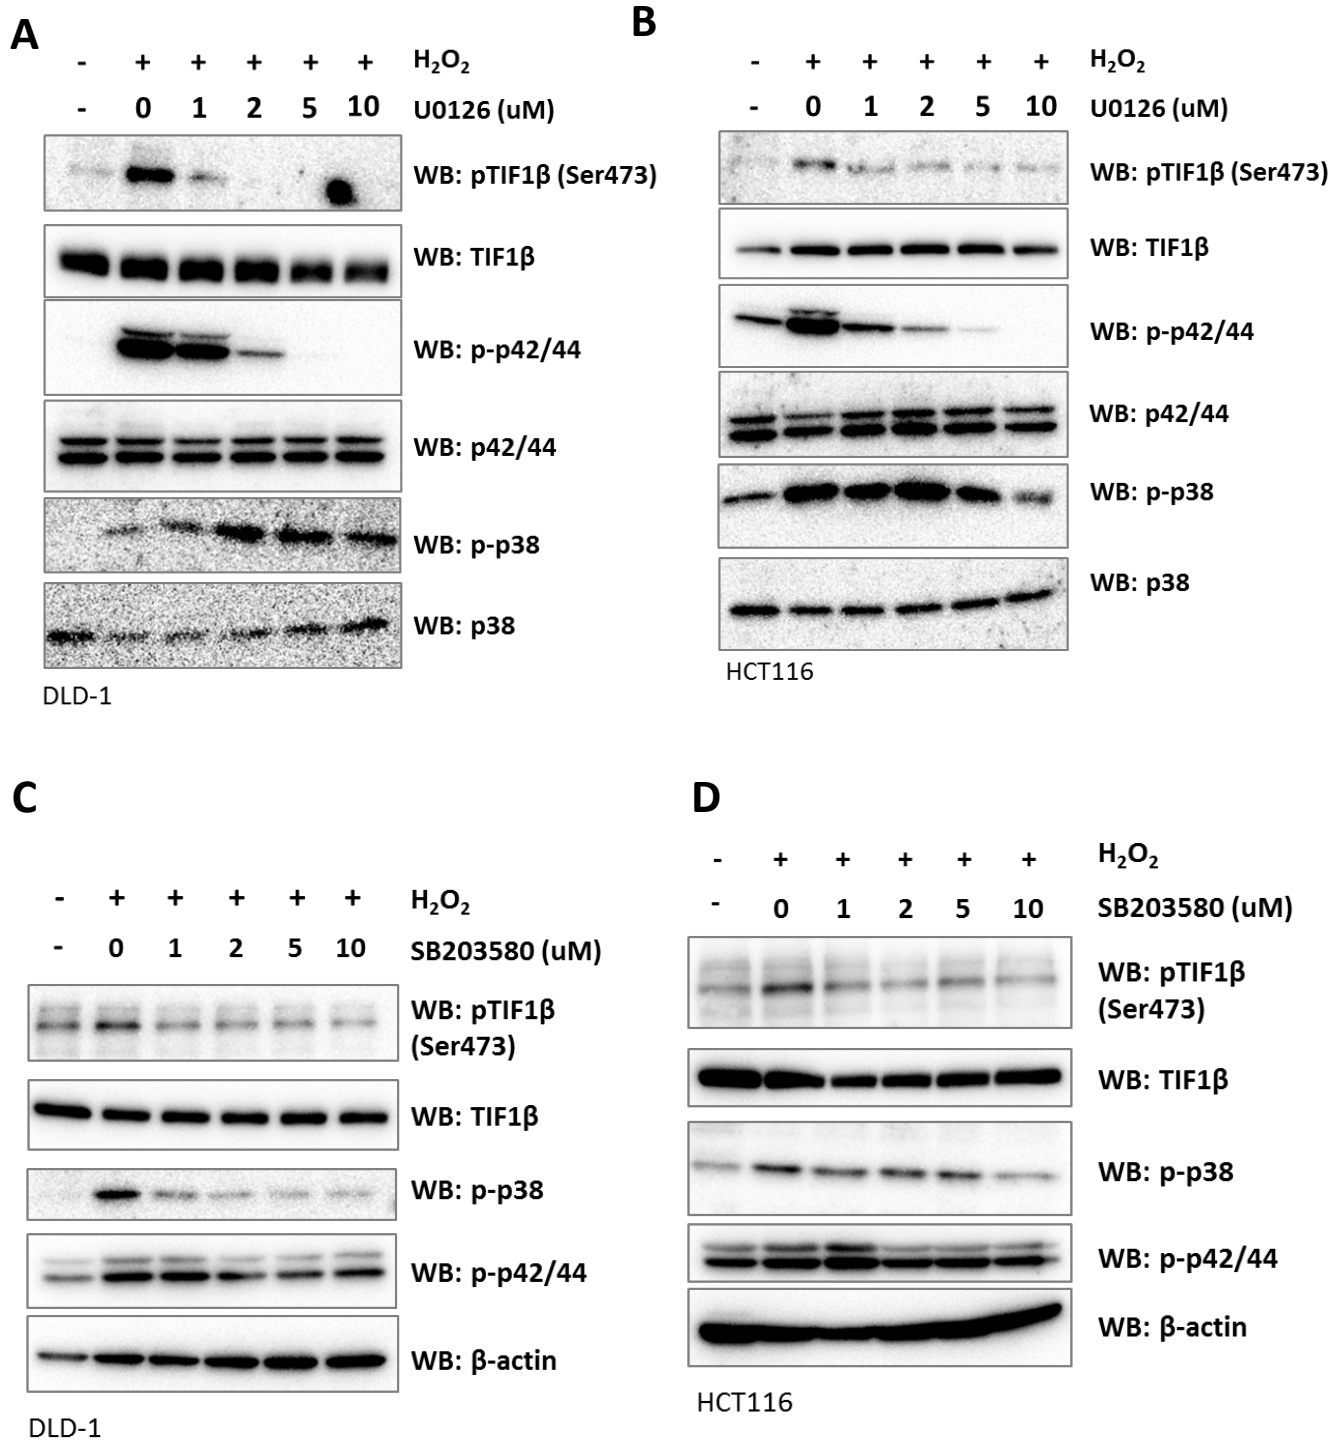 A
- + + + + + H₂O₂
- 0 1 2 5 10 U0126 (uM)
WB: pTIF1β (Ser473)
WB: TIF1β
WB: p-p42/44
WB: p42/44
WB: p-p38
WB: p38
DLD-1
B
- + + + + + H₂O₂
- 0 1 2 5 10 U0126 (uM)
WB: pTIF1β (Ser473)
WB: TIF1β
WB: p-p42/44
WB: p42/44
WB: p-p38
WB: p38
HCT116
C
- + + + + + H₂O₂
- 0 1 2 5 10 SB203580 (uM)
WB: pTIF1β
(Ser473)
WB: TIF1β
WB: p-p38
WB: p-p42/44
WB: β-actin
DLD-1
D
- + + + + + H₂O₂
- 0 1 2 5 10 SB203580 (uM)
WB: pTIF1β
(Ser473)
WB: TIF1β
WB: p-p38
WB: p-p42/44
WB: β-actin
HCT116